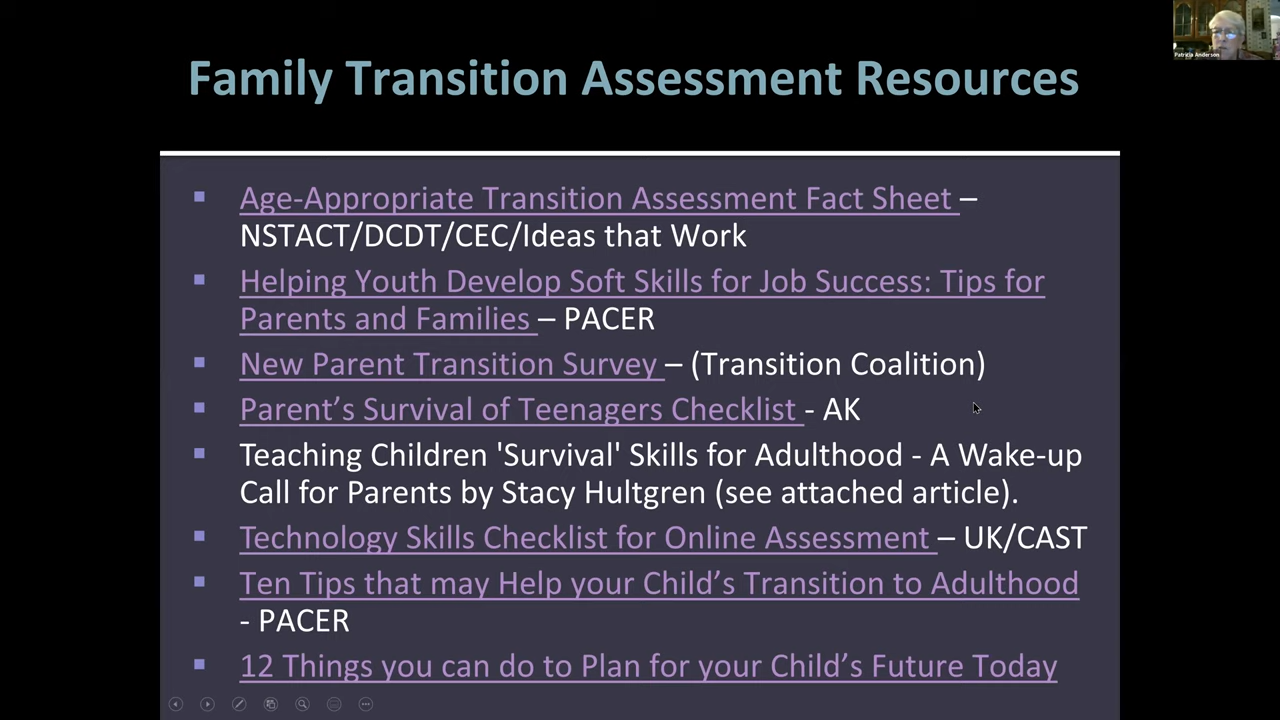 Patricia Anderson
Family Transition Assessment Resources
Age-Appropriate Transition Assessment Fact Sheet –
NSTACT/DCDT/CEC/Ideas that Work
Helping Youth Develop Soft Skills for Job Success: Tips for
Parents and Families – PACER
New Parent Transition Survey – (Transition Coalition)
Parent’s Survival of Teenagers Checklist - AK
Teaching Children 'Survival' Skills for Adulthood - A Wake-up
Call for Parents by Stacy Hultgren (see attached article).
Technology Skills Checklist for Online Assessment – UK/CAST
Ten Tips that may Help your Child’s Transition to Adulthood
- PACER
12 Things you can do to Plan for your Child’s Future Today